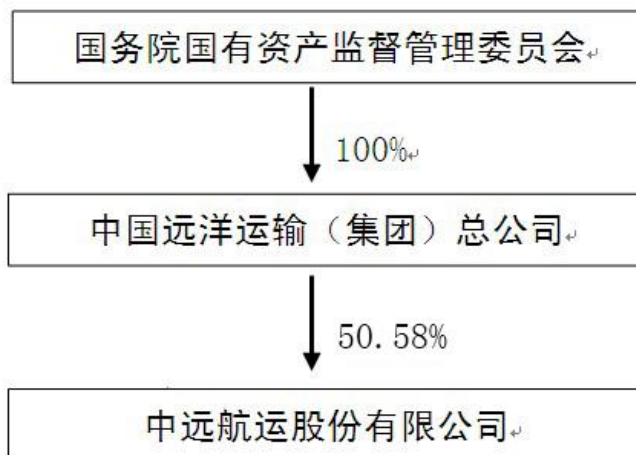 国务院国有资产监督管理委员会
100%
中国远洋运输（集团）总公司
50.58%
中远航运股份有限公司